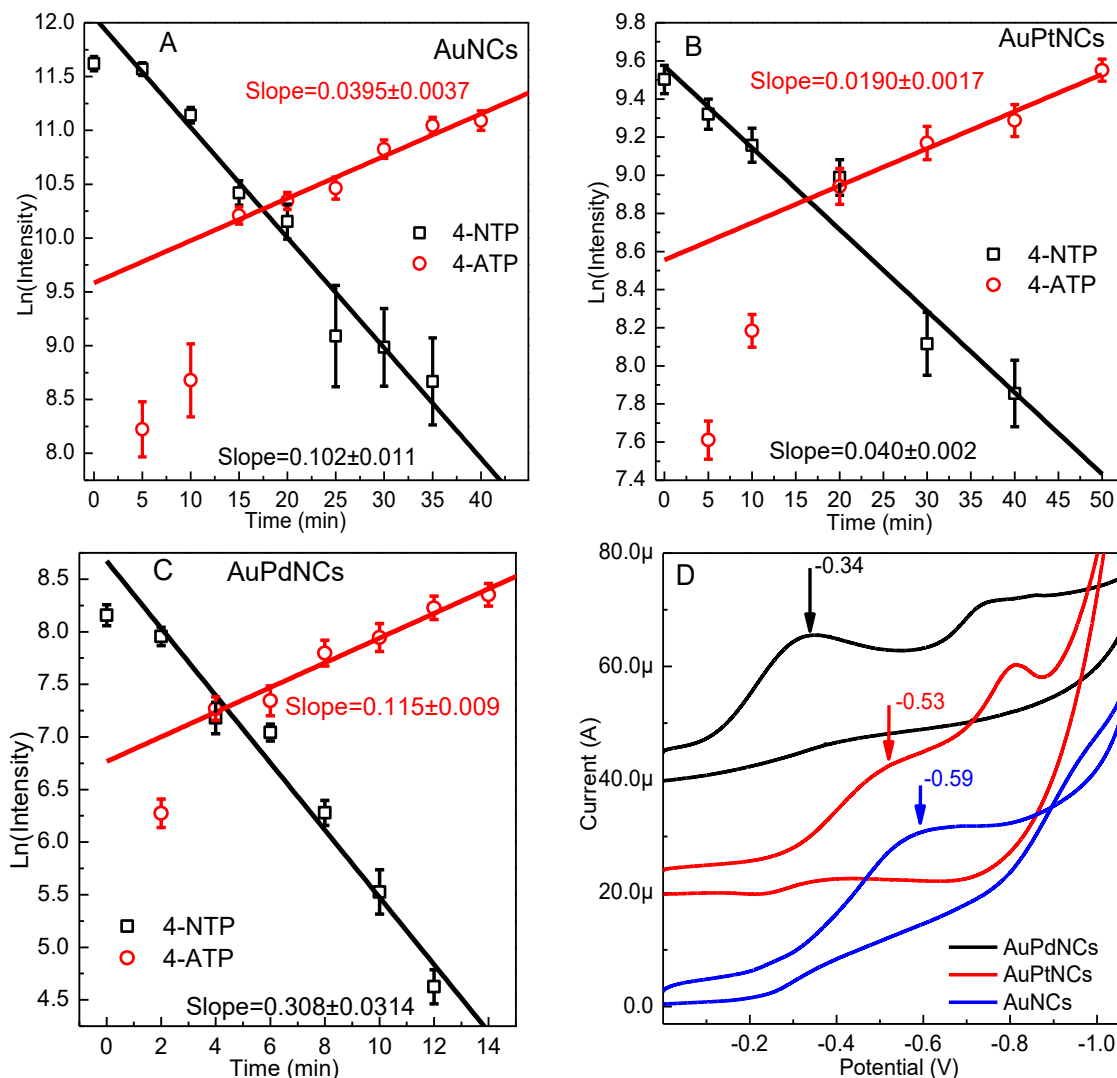 A
AuNCs
Slope=0.0395±0.0037
4-NTP
4-ATP
Slope=0.102±0.011
Ln(Intensity)
12.0
11.5
11.0
10.5
10.0
9.5
9.0
8.5
8.0
0 5 10 15 20 25 30 35 40
Time (min)
B
AuPtNCs
Slope=0.0190±0.0017
4-NTP
4-ATP
Slope=0.040±0.002
Ln(Intensity)
9.8
9.6
9.4
9.2
9.0
8.8
8.6
8.4
8.2
8.0
7.8
7.6
7.4
0 5 10 15 20 25 30 35 40 45 50
Time (min)
C
AuPdNCs
Slope=0.115±0.009
4-NTP
4-ATP
Slope=0.308±0.0314
Ln(Intensity)
8.5
8.0
7.5
7.0
6.5
6.0
5.5
5.0
4.5
0 2 4 6 8 10 12 14
Time (min)
D
-0.34
-0.53
-0.59
AuPdNCs
AuPtNCs
AuNCs
Current (A)
80.0µ
60.0µ
40.0µ
20.0µ
0.0
-0.2 -0.4 -0.6 -0.8 -1.0
Potential (V)